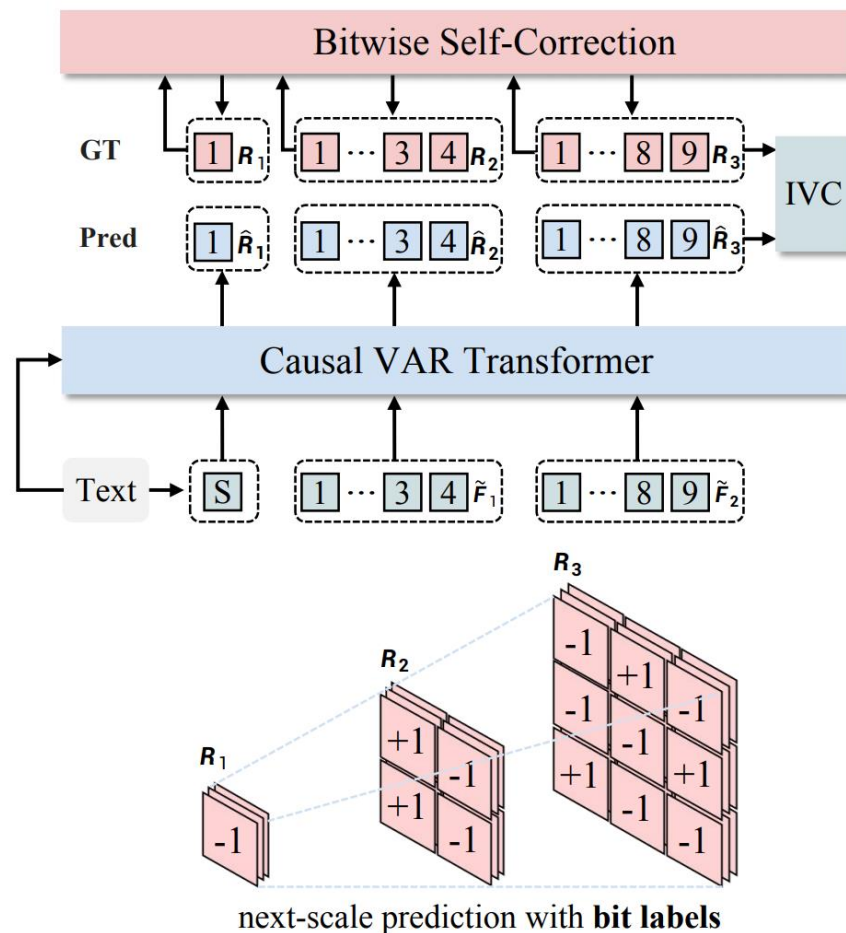 Bitwise Self-Correction
GT 1 R₁ 1 ··· 3 4 R₂ 1 ··· 8 9 R₃
IVC
Pred 1 R̂₁ 1 ··· 3 4 R̂₂ 1 ··· 8 9 R̂₃
Causal VAR Transformer
Text S 1 ··· 3 4 F̃₁ 1 ··· 8 9 F̃₂
R₁
-1
R₂
+1 -1
+1 -1
R₃
-1 +1 -1
-1 -1 +1
+1 -1 -1
next-scale prediction with bit labels